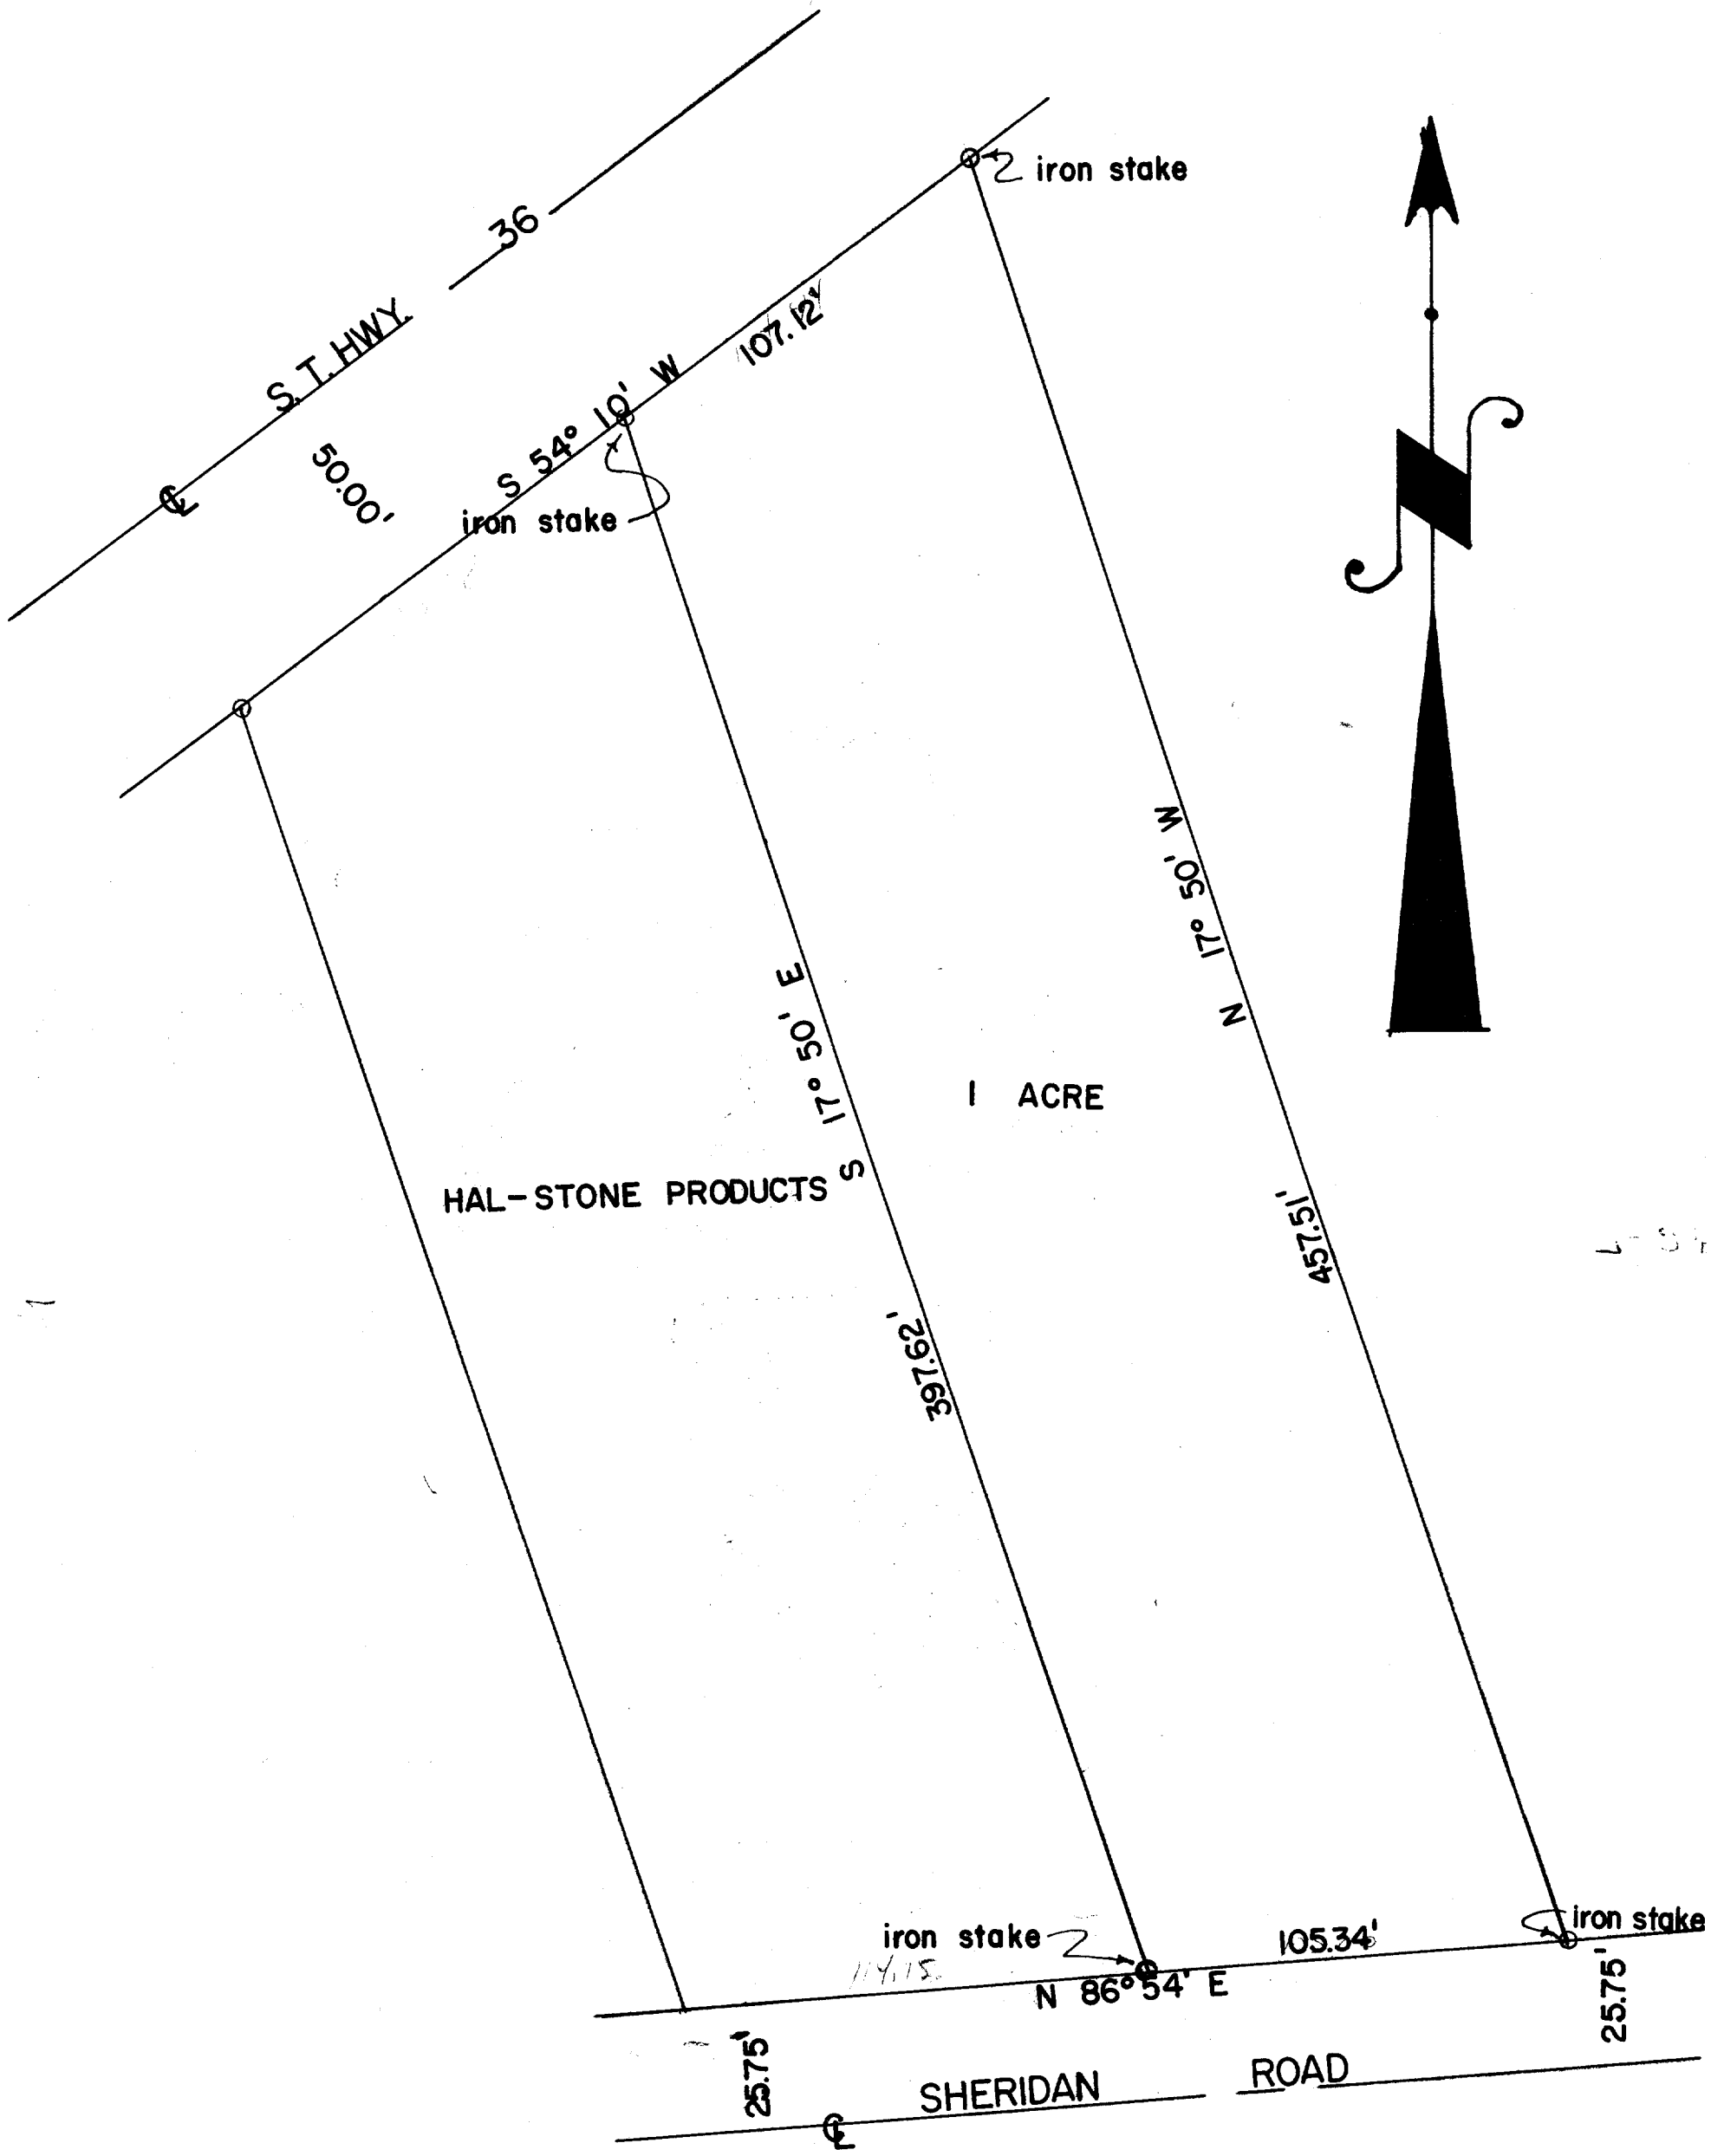 36
iron stake
S. T. HWY.
107.12'
S 54° 10' W
50.00'
iron stake
℄
N 17° 50' W
S 17° 50' E
1 ACRE
HAL-STONE PRODUCTS
457.51'
397.62'
iron stake
105.34'
iron stake
114.15
N 86° 54' E
25.75'
25.75'
SHERIDAN ROAD
℄
N